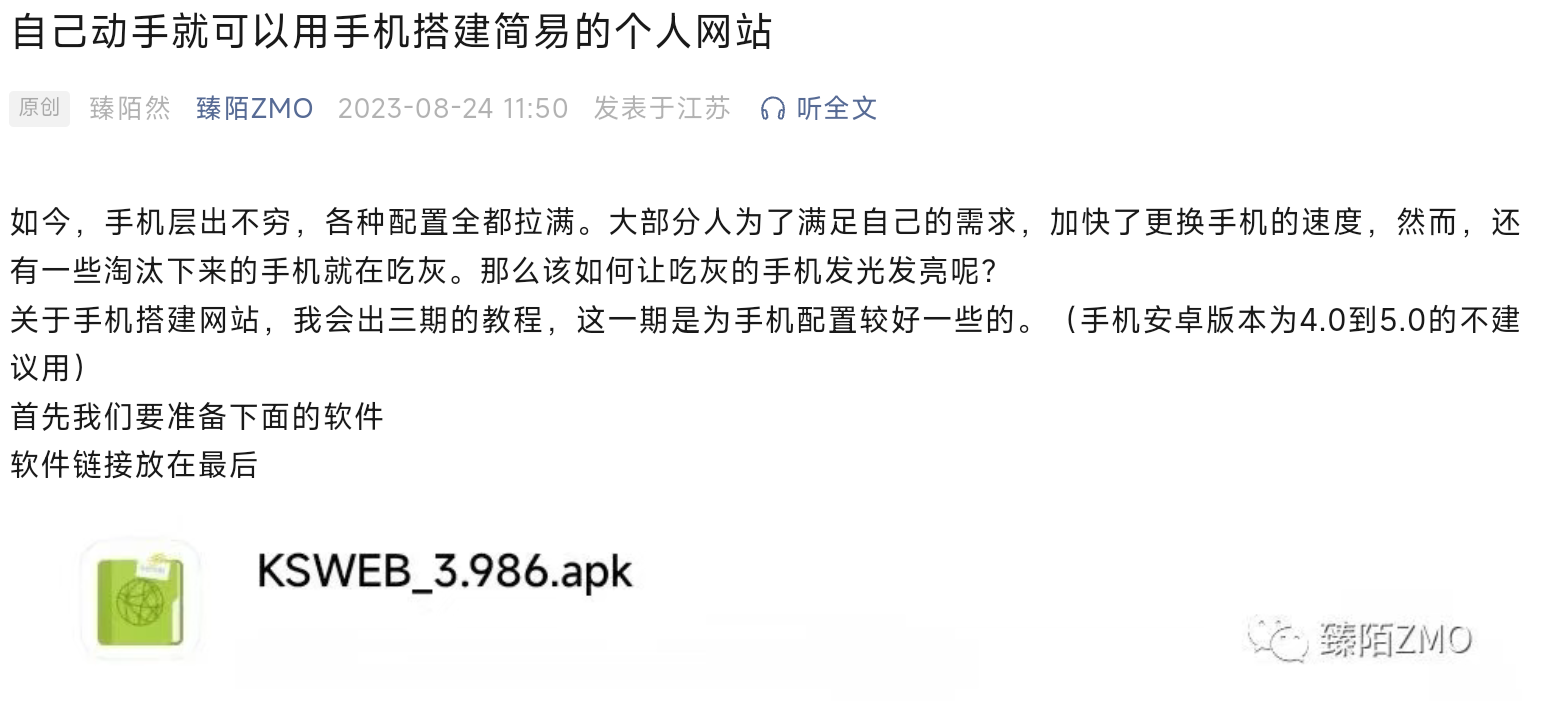 自己动手就可以用手机搭建简易的个人网站
原创 臻陌然 臻陌ZMO 2023-08-24 11:50 发表于江苏 听全文
如今，手机层出不穷，各种配置全都拉满。大部分人为了满足自己的需求，加快了更换手机的速度，然而，还
有一些淘汰下来的手机就在吃灰。那么该如何让吃灰的手机发光发亮呢？
关于手机搭建网站，我会出三期的教程，这一期是为手机配置较好一些的。（手机安卓版本为4.0到5.0的不建
议用）
首先我们要准备下面的软件
软件链接放在最后
KSWEB_3.986.apk
臻陌ZMO